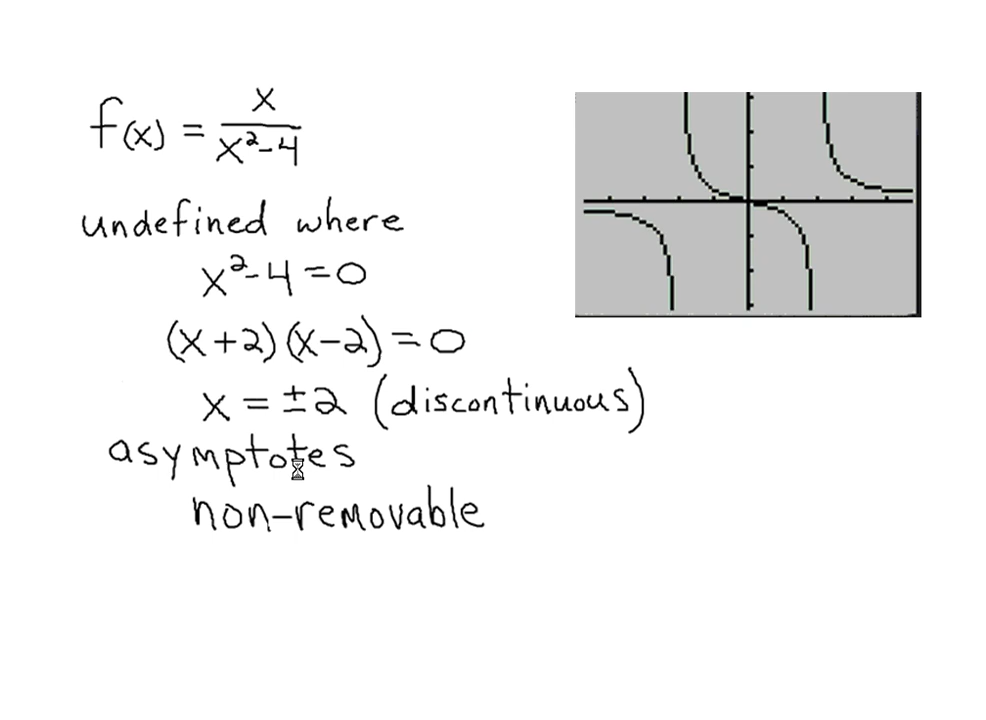 f(x) = x/(x²-4)
undefined where
x²-4=0
(x+2)(x-2)=0
x = ±2 (discontinuous)
asymptotes
non-removable